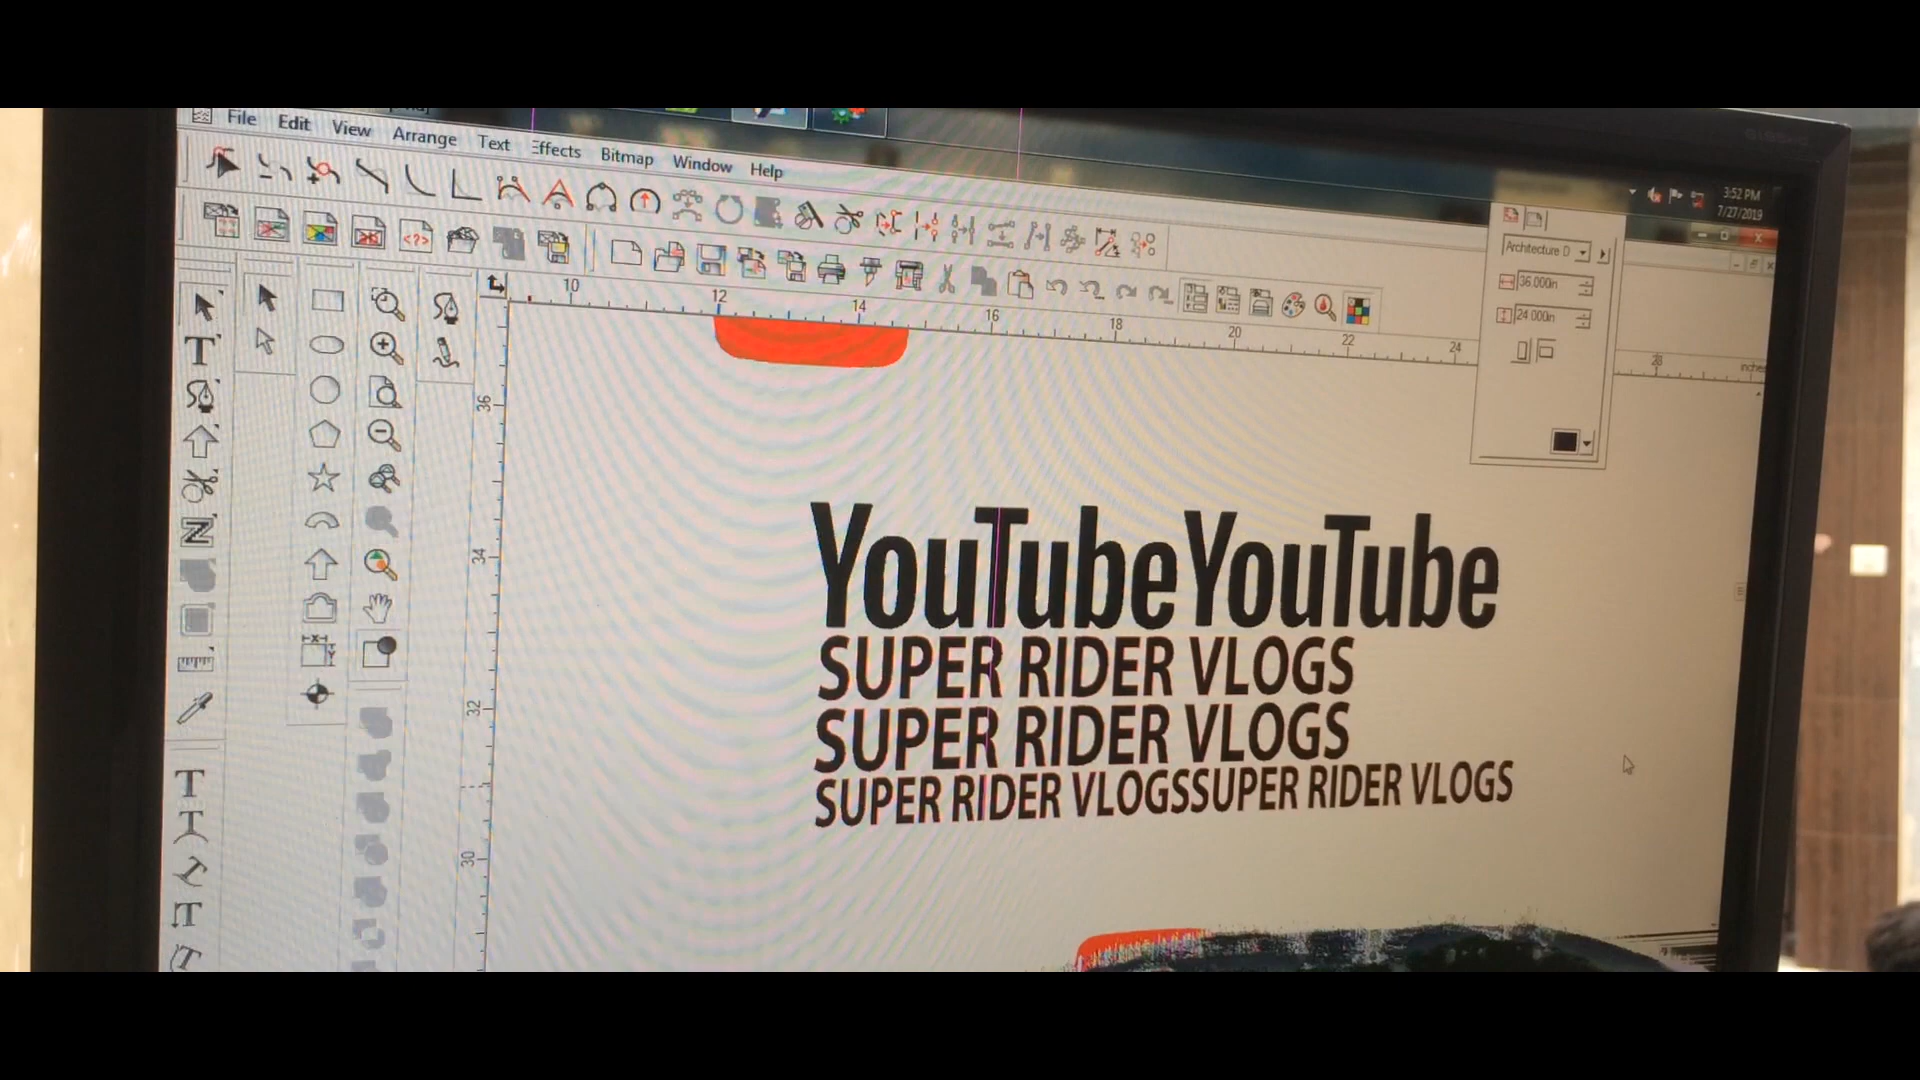 File Edit View Arrange Text Effects Bitmap Window Help
3:52 PM
7/27/2019
Architecture D
36.000in
24.000in
10 12 14 16 18 20 22 24 28 inches
36
34
32
30
YouTubeYouTube
SUPER RIDER VLOGS
SUPER RIDER VLOGS
SUPER RIDER VLOGSSUPER RIDER VLOGS